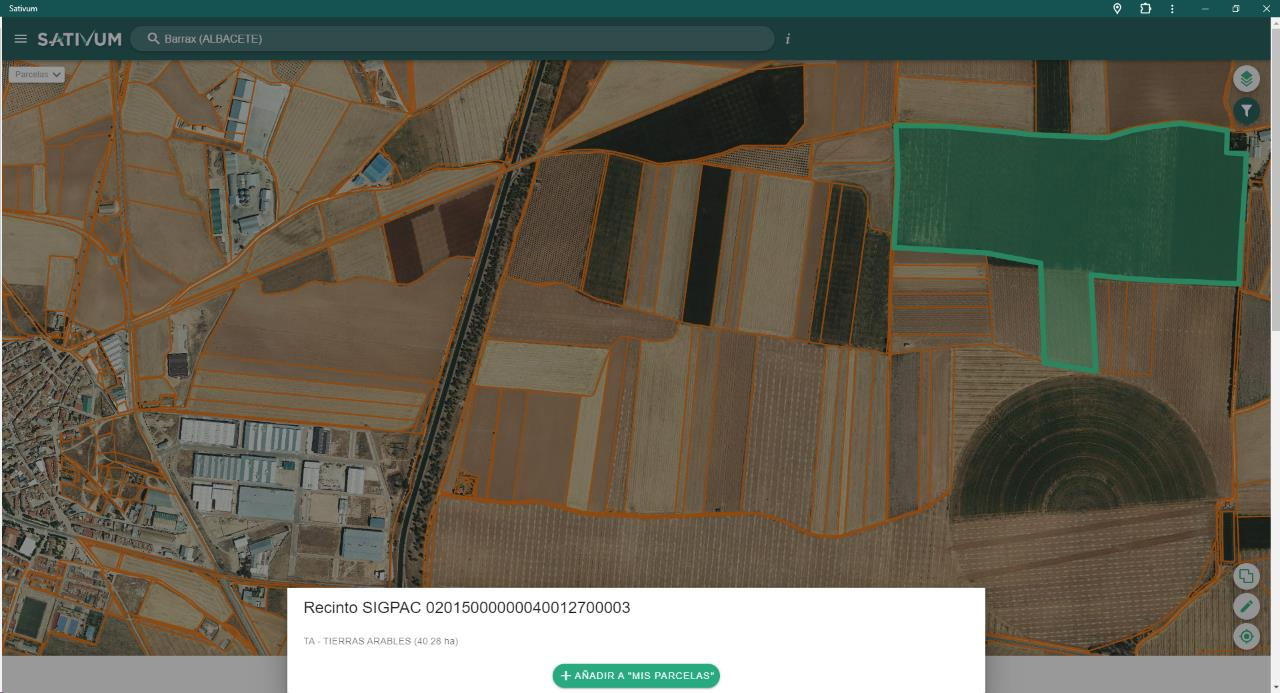 Sativum
SATIVUM
Barrax (ALBACETE)
i
Parcelas
Recinto SIGPAC 02015000000040012700003
TA - TIERRAS ARABLES (40.28 ha)
+ AÑADIR A "MIS PARCELAS"